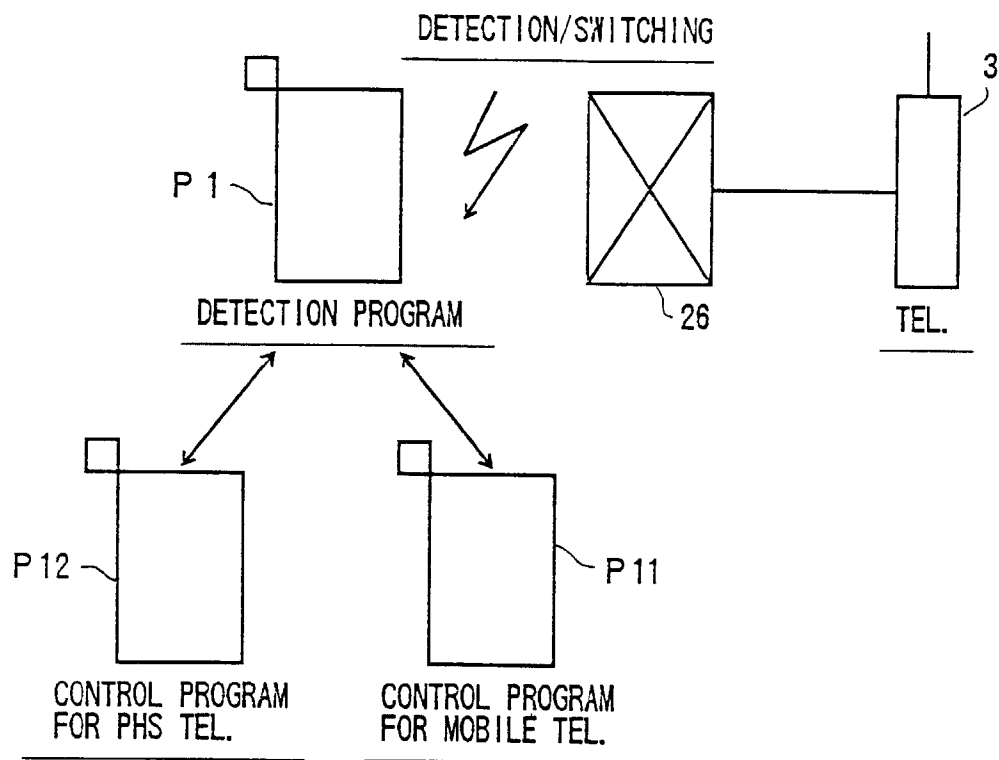 DETECTION/SWITCHING
3
P 1
26
DETECTION PROGRAM
TEL.
P 12
P 11
CONTROL PROGRAM
FOR PHS TEL.
CONTROL PROGRAM
FOR MOBILE TEL.